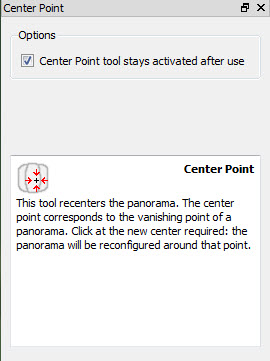 Center Point
Options
Center Point tool stays activated after use
Center Point
This tool recenters the panorama. The center
point corresponds to the vanishing point of a
panorama. Click at the new center required: the
panorama will be reconfigured around that point.